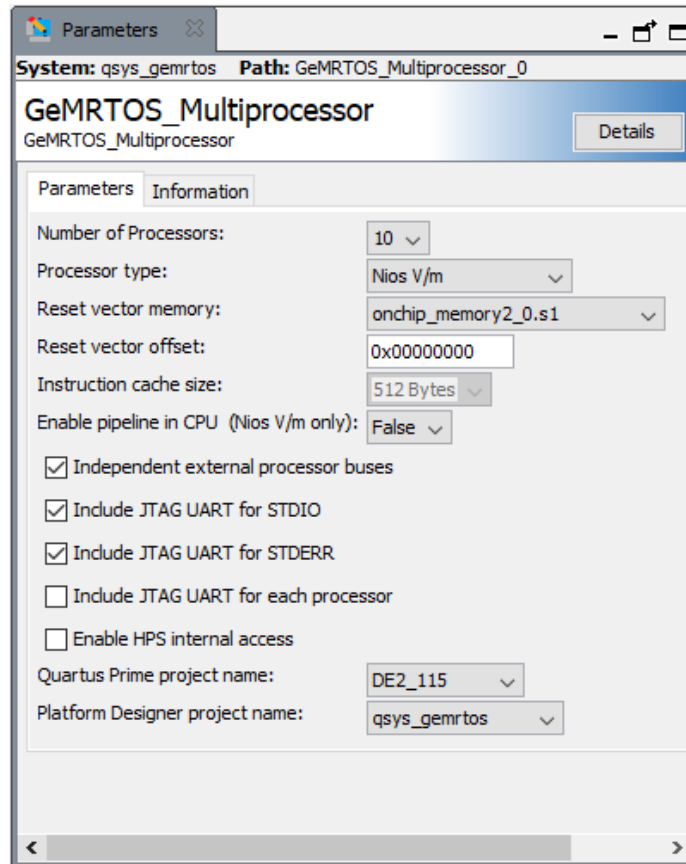 Parameters
System: qsys_gemrtos Path: GeMRTOS_Multiprocessor_0
GeMRTOS_Multiprocessor
GeMRTOS_Multiprocessor
Details
Parameters Information
Number of Processors: 10
Processor type: Nios V/m
Reset vector memory: onchip_memory2_0.s1
Reset vector offset: 0x00000000
Instruction cache size: 512 Bytes
Enable pipeline in CPU (Nios V/m only): False
Independent external processor buses
Include JTAG UART for STDIO
Include JTAG UART for STDERR
Include JTAG UART for each processor
Enable HPS internal access
Quartus Prime project name: DE2_115
Platform Designer project name: qsys_gemrtos